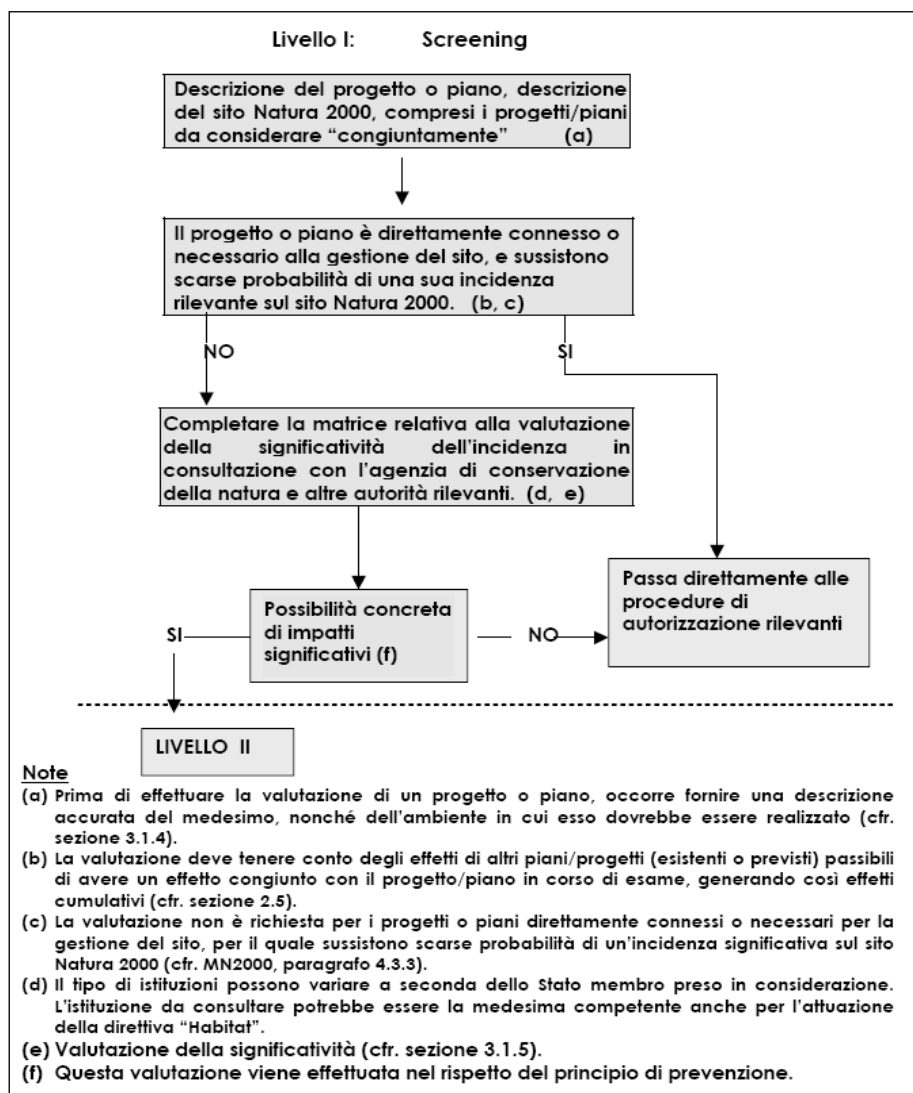 Livello I: Screening
Descrizione del progetto o piano, descrizione
del sito Natura 2000, compresi i progetti/piani
da considerare “congiuntamente” (a)
Il progetto o piano è direttamente connesso o
necessario alla gestione del sito, e sussistono
scarse probabilità di una sua incidenza
rilevante sul sito Natura 2000. (b, c)
NO
SI
Completare la matrice relativa alla valutazione
della significatività dell’incidenza in
consultazione con l’agenzia di conservazione
della natura e altre autorità rilevanti. (d, e)
Possibilità concreta
di impatti
significativi (f)
SI
NO
Passa direttamente alle
procedure di
autorizzazione rilevanti
LIVELLO II
Note
(a) Prima di effettuare la valutazione di un progetto o piano, occorre fornire una descrizione
accurata del medesimo, nonché dell’ambiente in cui esso dovrebbe essere realizzato (cfr.
sezione 3.1.4).
(b) La valutazione deve tenere conto degli effetti di altri piani/progetti (esistenti o previsti) passibili
di avere un effetto congiunto con il progetto/piano in corso di esame, generando così effetti
cumulativi (cfr. sezione 2.5).
(c) La valutazione non è richiesta per i progetti o piani direttamente connessi o necessari per la
gestione del sito, per il quale sussistono scarse probabilità di un’incidenza significativa sul sito
Natura 2000 (cfr. MN2000, paragrafo 4.3.3).
(d) Il tipo di istituzioni possono variare a seconda dello Stato membro preso in considerazione.
L’istituzione da consultare potrebbe essere la medesima competente anche per l’attuazione
della direttiva “Habitat”.
(e) Valutazione della significatività (cfr. sezione 3.1.5).
(f) Questa valutazione viene effettuata nel rispetto del principio di prevenzione.